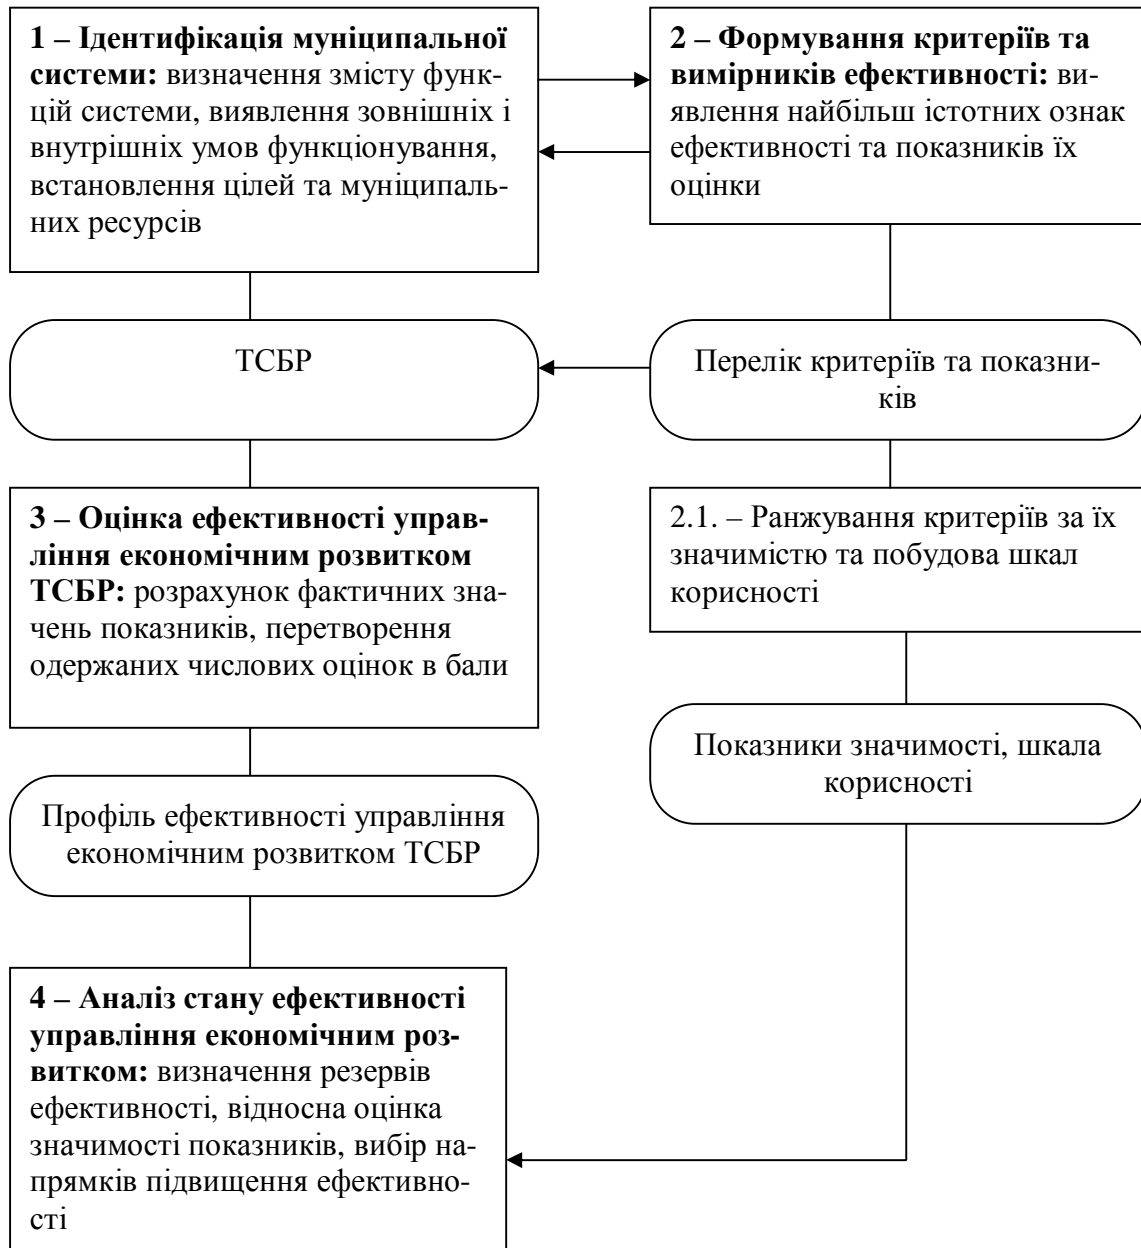 1 – Ідентифікація муніципальної
системи: визначення змісту функ-
цій системи, виявлення зовнішніх і
внутрішніх умов функціонування,
встановлення цілей та муніципаль-
них ресурсів
2 – Формування критеріїв та
вимірників ефективності: ви-
явлення найбільш істотних ознак
ефективності та показників їх
оцінки
ТСБР
Перелік критеріїв та показни-
ків
3 – Оцінка ефективності управ-
ління економічним розвитком
ТСБР: розрахунок фактичних зна-
чень показників, перетворення
одержаних числових оцінок в бали
2.1. – Ранжування критеріїв за їх
значимістю та побудова шкал
корисності
Показники значимості, шкала
корисності
Профіль ефективності управління
економічним розвитком ТСБР
4 – Аналіз стану ефективності
управління економічним роз-
витком: визначення резервів
ефективності, відносна оцінка
значимості показників, вибір на-
прямків підвищення ефективно-
сті